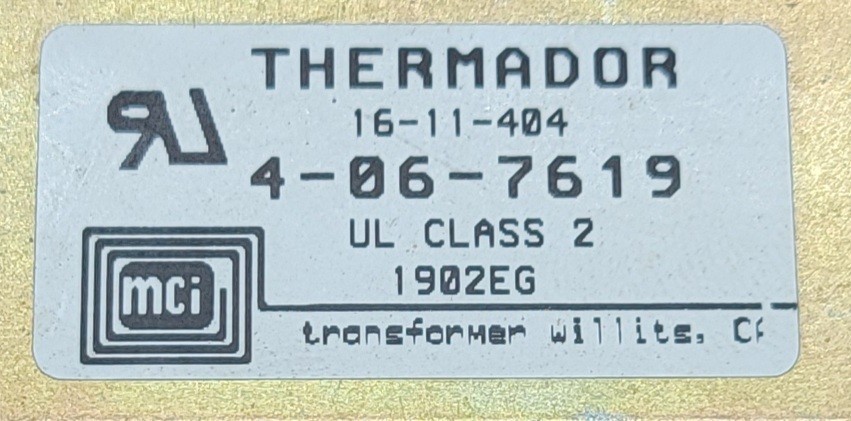 THERMADOR
16-11-404
4-06-7619
UL CLASS 2
1902EG
mci
transformer willits, CA